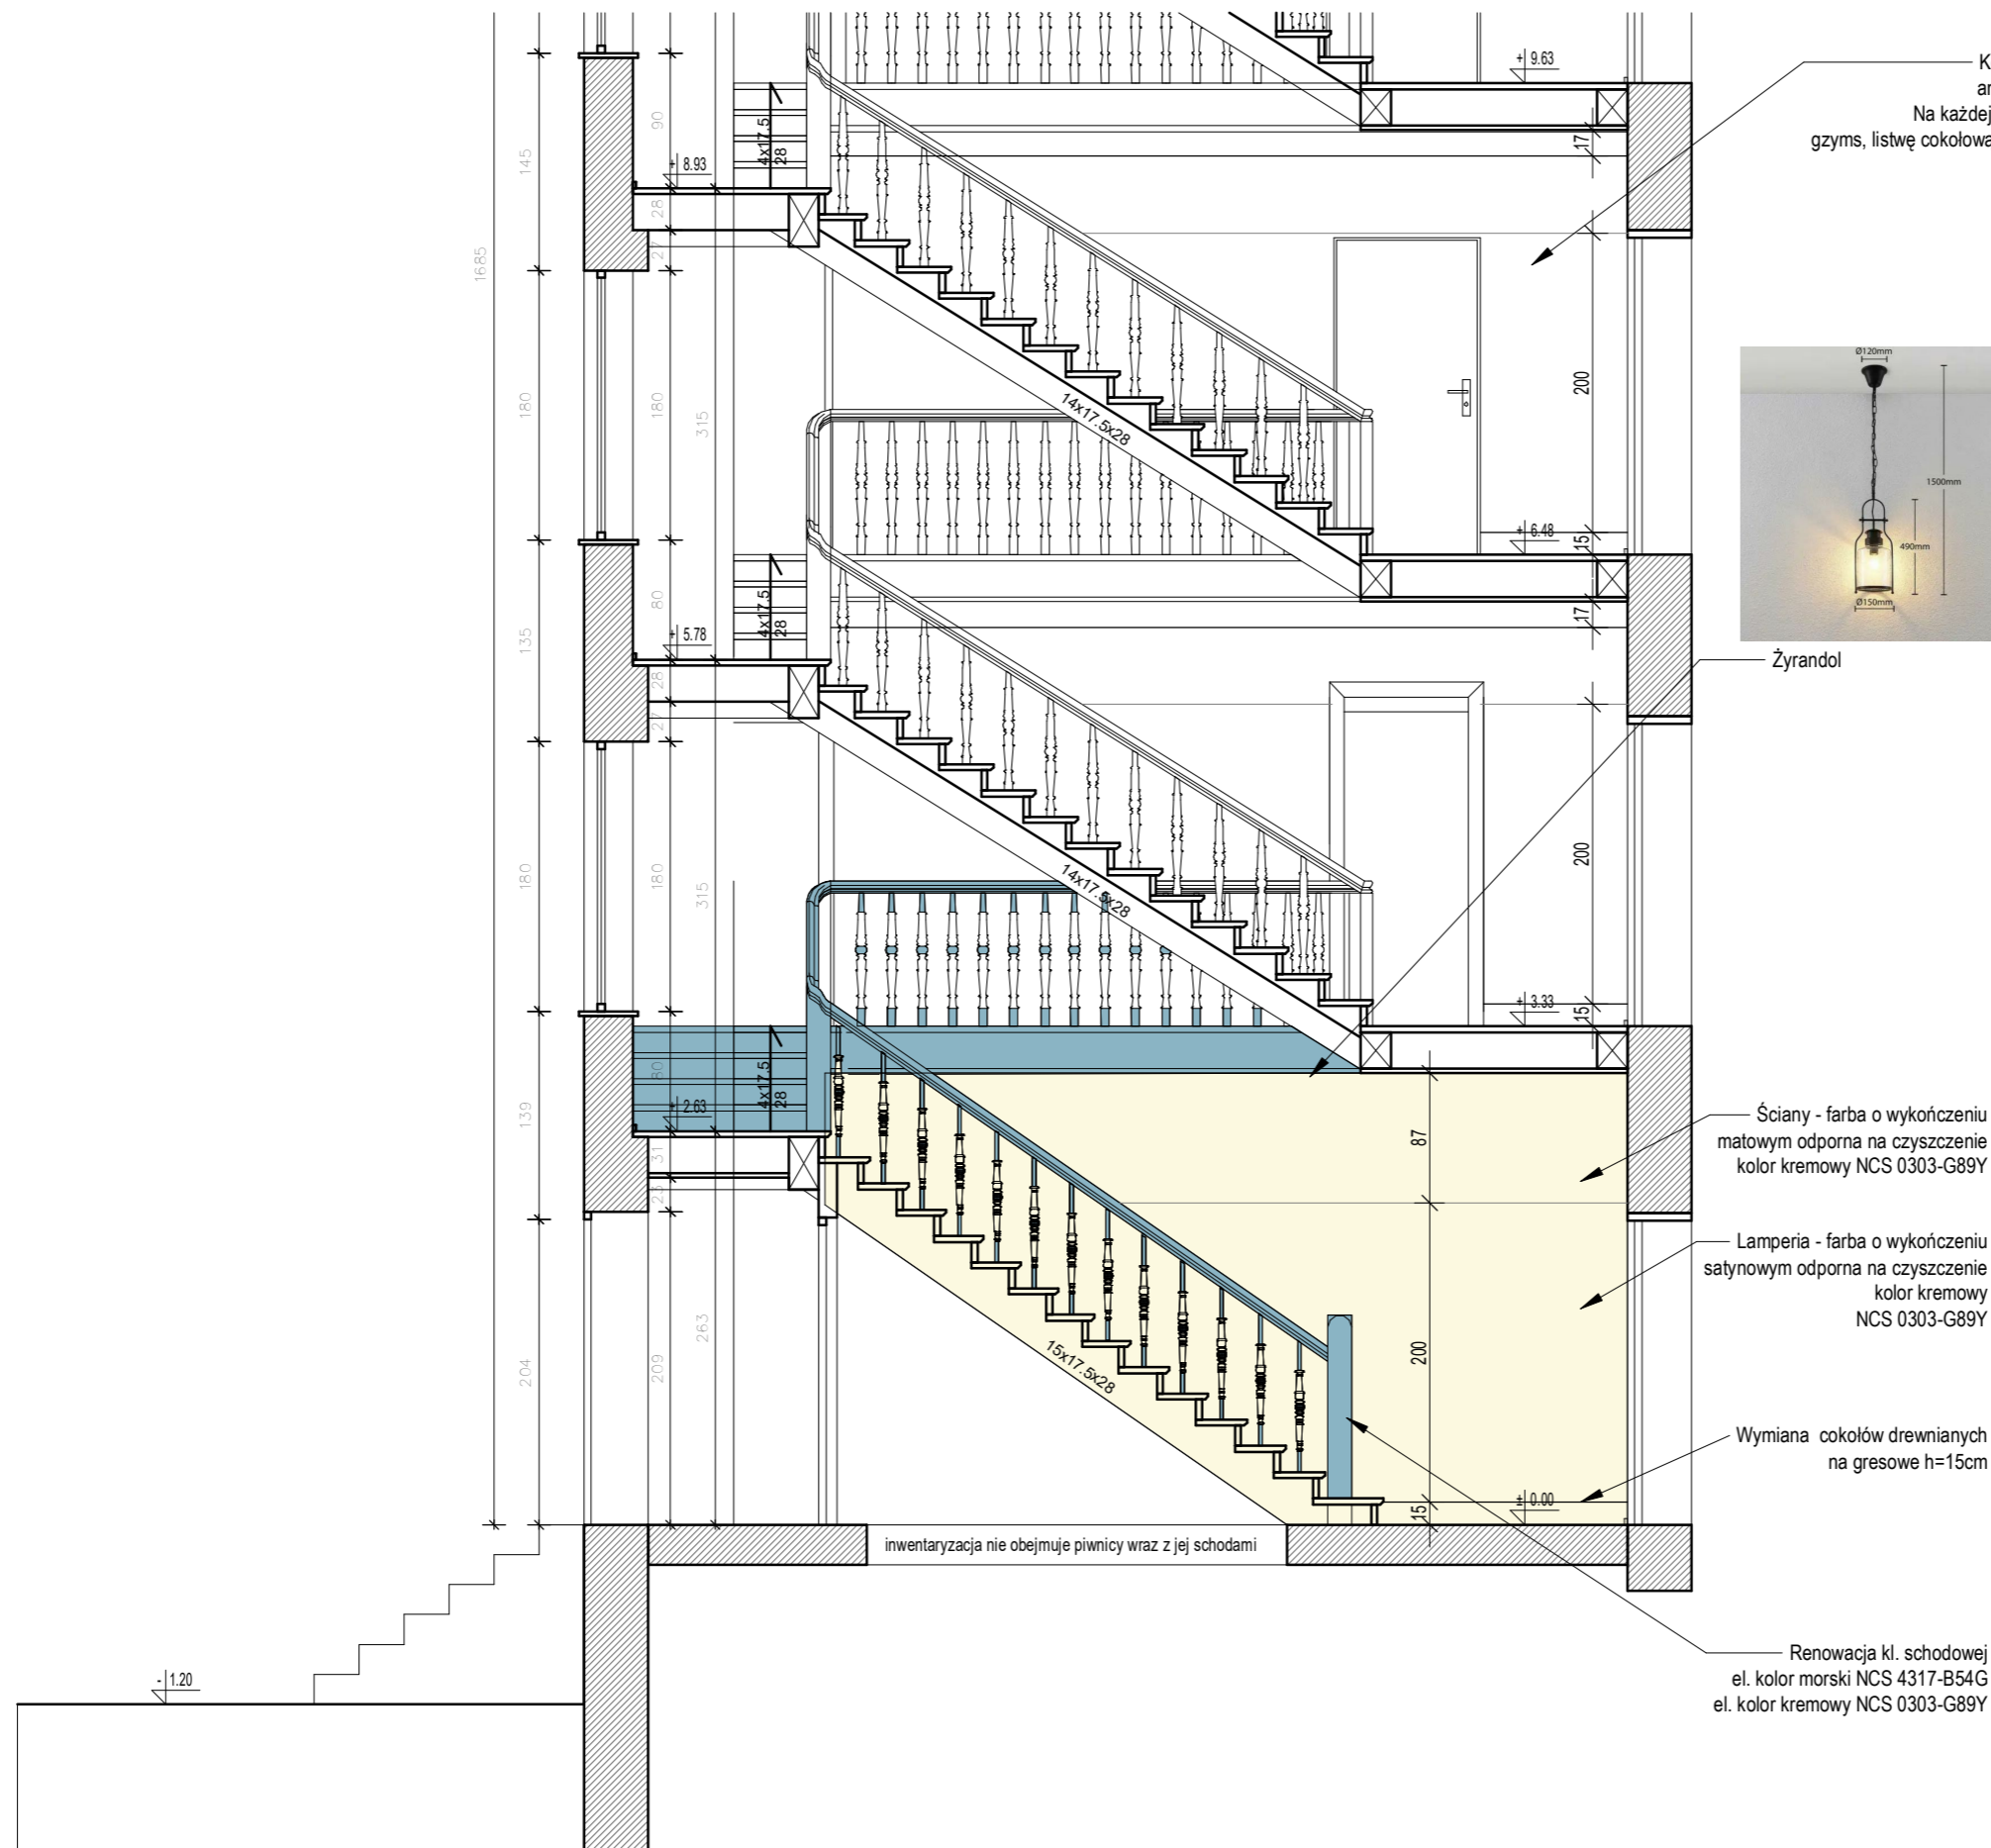 K
ar
Na każdej
gzyms, listwę cokołowa
+ 9.63
17
90
145
4x17.5
28
+ 8.93
28
27
1685
Ø120mm
1500mm
490mm
Ø150mm
180
180
315
200
14x17.5x28
+ 6.48
15
80
135
4x17.5
28
+ 5.78
28
27
17
Żyrandol
180
180
315
200
14x17.5x28
+ 3.33
15
80
139
4x17.5
28
+ 2.63
31
23
87
Ściany - farba o wykończeniu
matowym odporna na czyszczenie
kolor kremowy NCS 0303-G89Y
Lamperia - farba o wykończeniu
satynowym odporna na czyszczenie
kolor kremowy
NCS 0303-G89Y
204
209
263
200
15x17.5x28
Wymiana cokołów drewnianych
na gresowe h=15cm
± 0.00
15
inwentaryzacja nie obejmuje piwnicy wraz z jej schodami
Renowacja kl. schodowej
el. kolor morski NCS 4317-B54G
el. kolor kremowy NCS 0303-G89Y
- 1.20